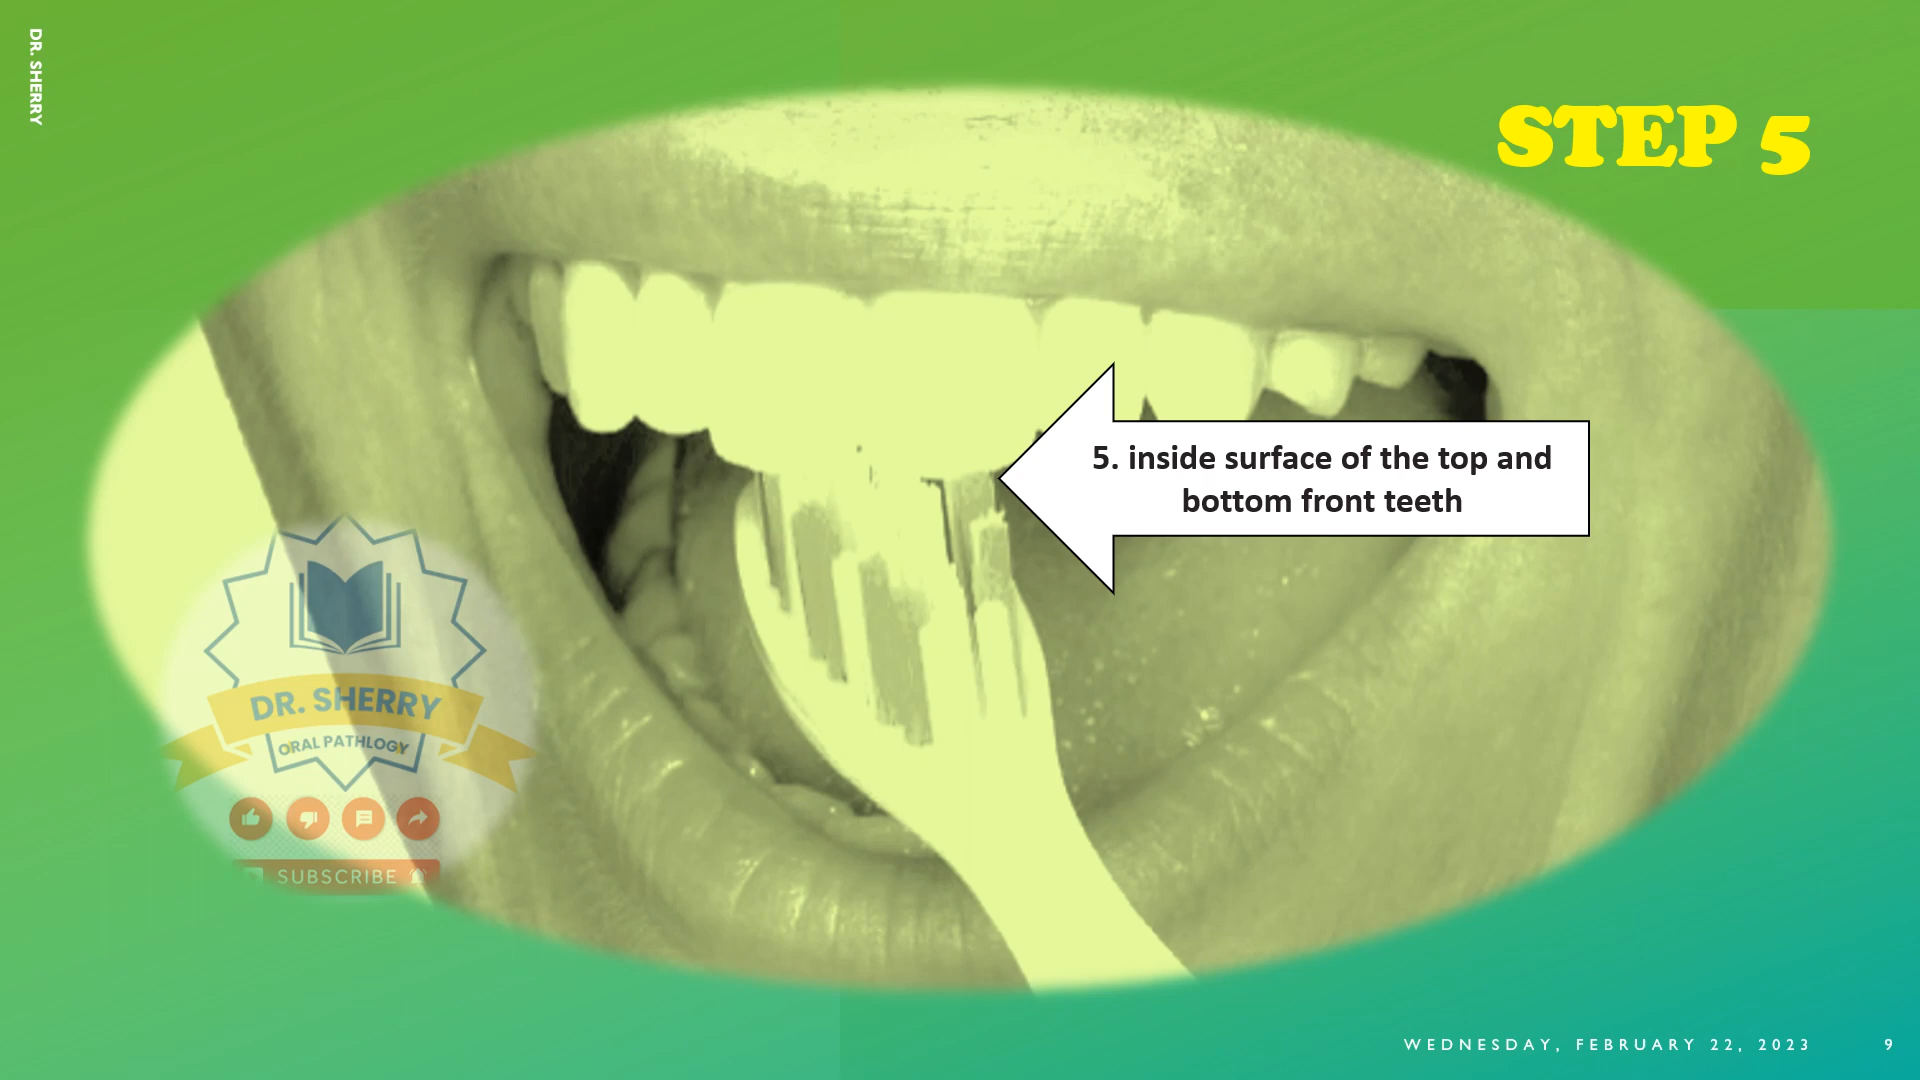 DR. SHERRY
STEP 5
5. inside surface of the top and
bottom front teeth
DR. SHERRY
ORAL PATHLOGY
SUBSCRIBE
WEDNESDAY, FEBRUARY 22, 2023
9